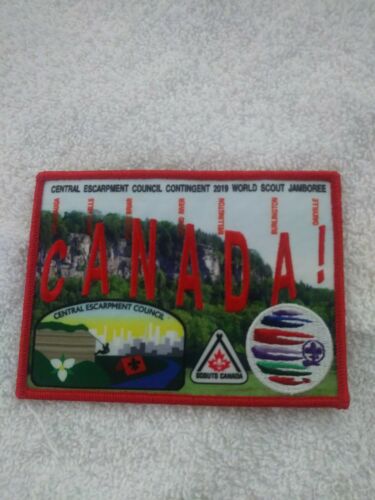 CENTRAL ESCARPMENT COUNCIL CONTINGENT 2019 WORLD SCOUT JAMBOREE
WELLINGTON
BURLINGTON
OAKVILLE
CANADA!
CENTRAL ESCARPMENT COUNCIL
SCOUTS CANADA